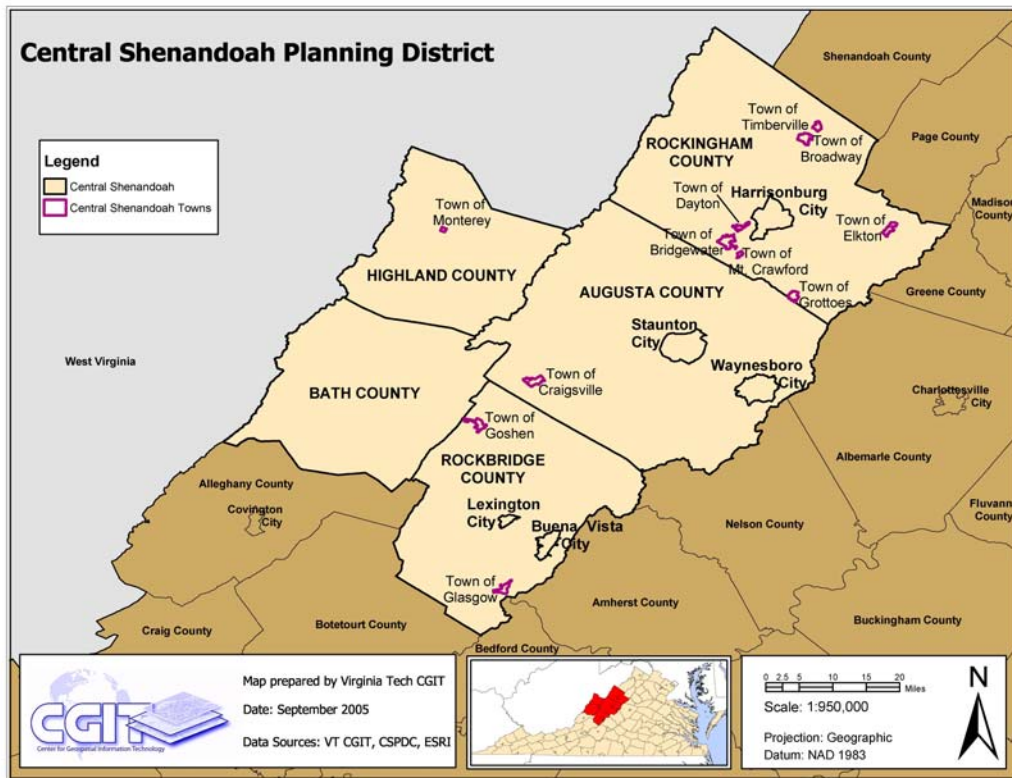 Central Shenandoah Planning District
Legend
Central Shenandoah
Central Shenandoah Towns
Shenandoah County
Page County
Madison
County
Greene County
Town of
Timberville
Town of
Broadway
ROCKINGHAM
COUNTY
Town of
Dayton
Harrisonburg
City
Town of
Elkton
Town of
Bridgewater
Town of
Mt. Crawford
Town of
Grottoes
Town of
Monterey
HIGHLAND COUNTY
AUGUSTA COUNTY
Staunton
City
Waynesboro
City
West Virginia
BATH COUNTY
Town of
Craigsville
Town of
Goshen
Charlottesville
City
Albemarle County
ROCKBRIDGE
COUNTY
Alleghany County
Covington
City
Lexington
City
Buena Vista
City
Nelson County
Fluvanna
County
Town of
Glasgow
Amherst County
Buckingham County
Craig County
Botetourt County
Bedford County
CGIT
Center for Geospatial Information Technology
Map prepared by Virginia Tech CGIT
Date: September 2005
Data Sources: VT CGIT, CSPDC, ESRI
0 2.5 5 10 15 20
Miles
Scale: 1:950,000
Projection: Geographic
Datum: NAD 1983
N